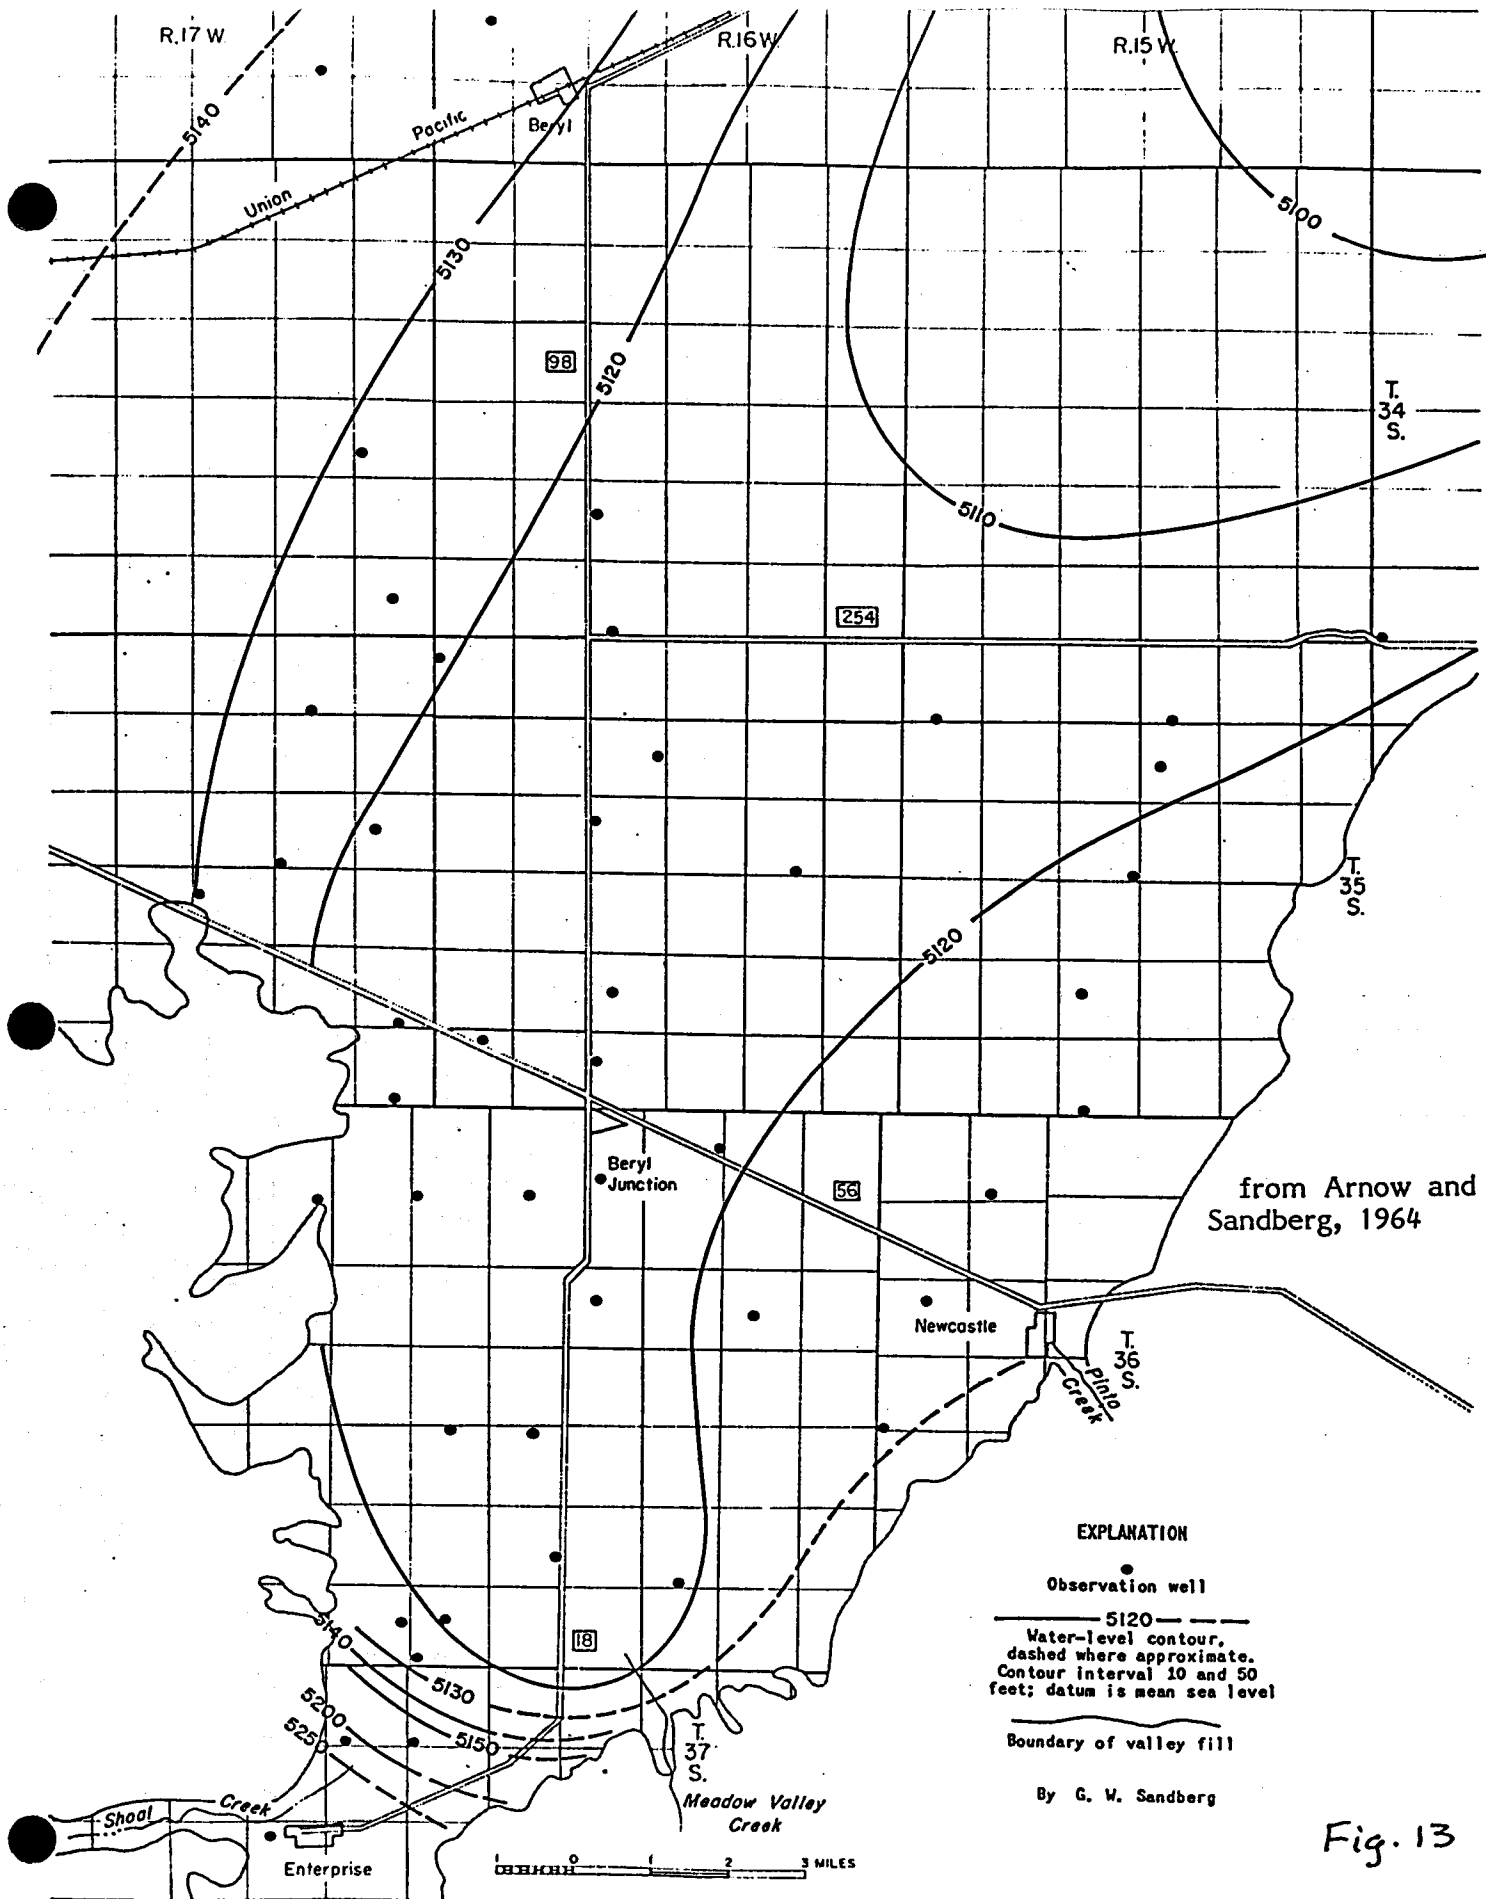 R.17 W.
R.16 W.
R.15 W.
5140
Pacific
Beryl
Union
5100
5130
98
5120
T.
34
S.
5110
254
T.
35
S.
5120
Beryl
Junction
56
from Arnow and
Sandberg, 1964
Newcastle
T.
36
S.
Pinto
Creek
EXPLANATION
Observation well
5120
Water-level contour,
dashed where approximate.
Contour interval 10 and 50
feet; datum is mean sea level
Boundary of valley fill
By G. W. Sandberg
5140
18
5130
5200
5250
5150
T.
37
S.
Meadow Valley
Creek
Shoal Creek
Enterprise
1 0 1 2 3 MILES
Fig. 13